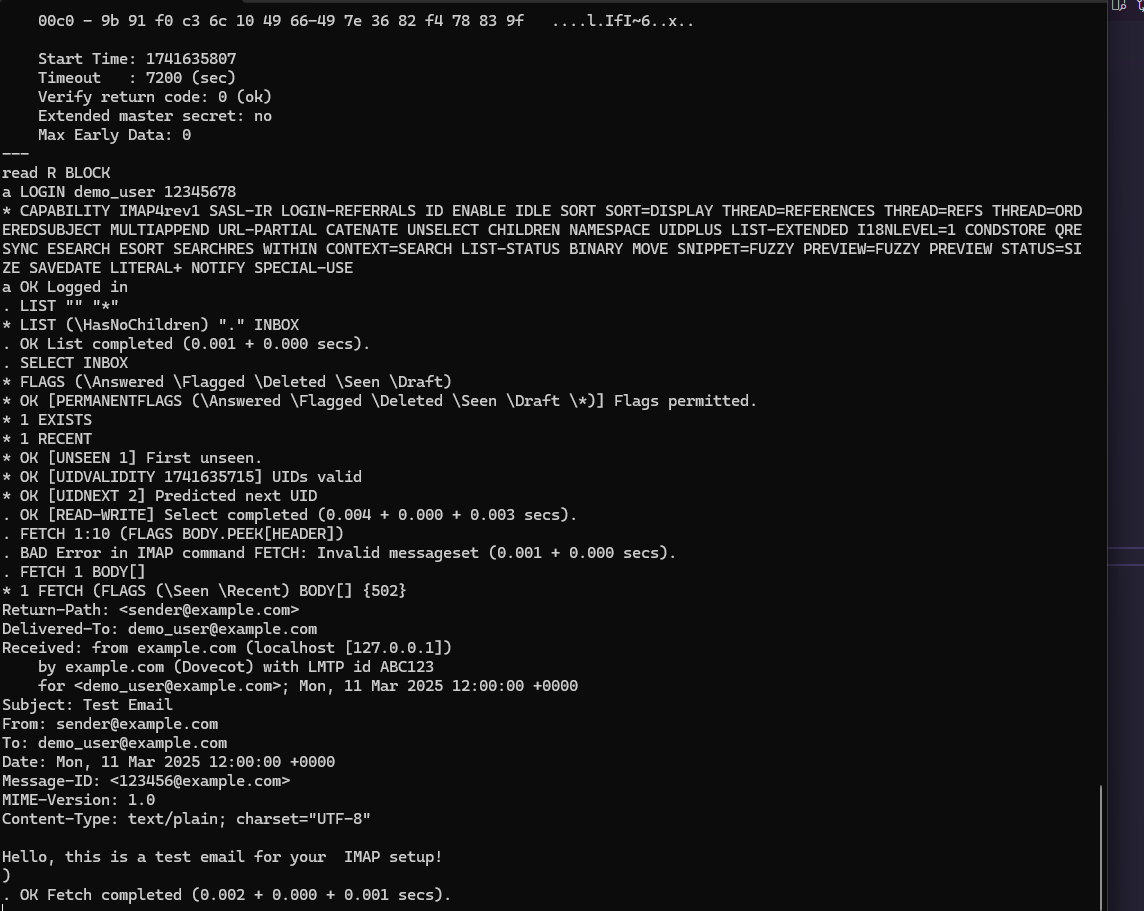 00c0 - 9b 91 f0 c3 6c 10 49 66-49 7e 36 82 f4 78 83 9f   ....l.IfI~6..x..
Start Time: 1741635807
Timeout   : 7200 (sec)
Verify return code: 0 (ok)
Extended master secret: no
Max Early Data: 0
---
read R BLOCK
a LOGIN demo_user 12345678
* CAPABILITY IMAP4rev1 SASL-IR LOGIN-REFERRALS ID ENABLE IDLE SORT SORT=DISPLAY THREAD=REFERENCES THREAD=REFS THREAD=ORD
EREDSUBJECT MULTIAPPEND URL-PARTIAL CATENATE UNSELECT CHILDREN NAMESPACE UIDPLUS LIST-EXTENDED I18NLEVEL=1 CONDSTORE QRE
SYNC ESEARCH ESORT SEARCHRES WITHIN CONTEXT=SEARCH LIST-STATUS BINARY MOVE SNIPPET=FUZZY PREVIEW=FUZZY PREVIEW STATUS=SI
ZE SAVEDATE LITERAL+ NOTIFY SPECIAL-USE
a OK Logged in
. LIST "" "*"
* LIST (\HasNoChildren) "." INBOX
. OK List completed (0.001 + 0.000 secs).
. SELECT INBOX
* FLAGS (\Answered \Flagged \Deleted \Seen \Draft)
* OK [PERMANENTFLAGS (\Answered \Flagged \Deleted \Seen \Draft \*)] Flags permitted.
* 1 EXISTS
* 1 RECENT
* OK [UNSEEN 1] First unseen.
* OK [UIDVALIDITY 1741635715] UIDs valid
* OK [UIDNEXT 2] Predicted next UID
. OK [READ-WRITE] Select completed (0.004 + 0.000 + 0.003 secs).
. FETCH 1:10 (FLAGS BODY.PEEK[HEADER])
. BAD Error in IMAP command FETCH: Invalid messageset (0.001 + 0.000 secs).
. FETCH 1 BODY[]
* 1 FETCH (FLAGS (\Seen \Recent) BODY[] {502}
Return-Path: <sender@example.com>
Delivered-To: demo_user@example.com
Received: from example.com (localhost [127.0.0.1])
    by example.com (Dovecot) with LMTP id ABC123
    for <demo_user@example.com>; Mon, 11 Mar 2025 12:00:00 +0000
Subject: Test Email
From: sender@example.com
To: demo_user@example.com
Date: Mon, 11 Mar 2025 12:00:00 +0000
Message-ID: <123456@example.com>
MIME-Version: 1.0
Content-Type: text/plain; charset="UTF-8"
Hello, this is a test email for your  IMAP setup!
)
. OK Fetch completed (0.002 + 0.000 + 0.001 secs).